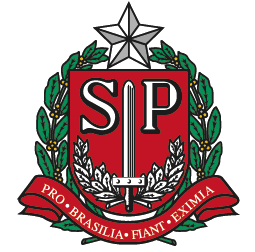 SP
PRO • BRASILIA • FIANT • EXIMIA